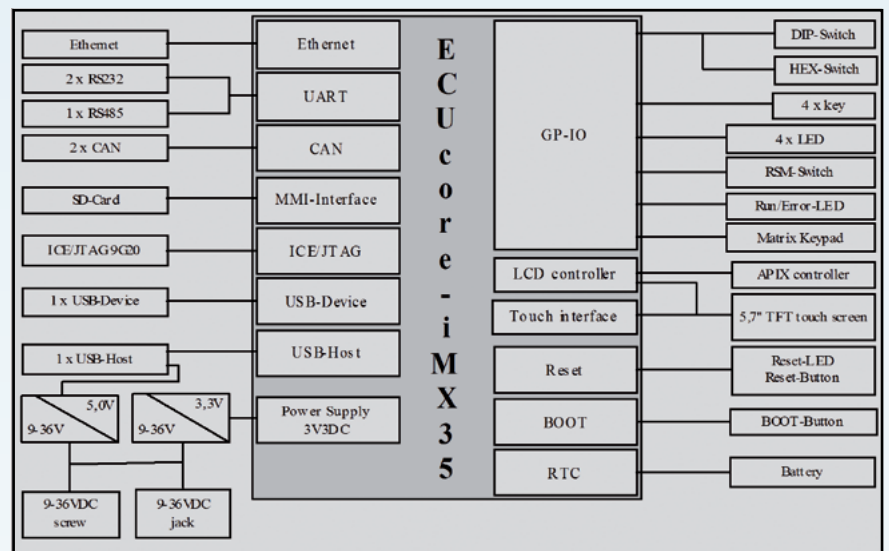 Ethernet
2 x RS232
1 x RS485
2 x CAN
SD-Card
ICE/JTAG9G20
1 x USB-Device
1 x USB-Host
5,0V
9-36V
3,3V
9-36V
9-36VDC
screw
9-36VDC
jack
Ethernet
UART
CAN
MMI-Interface
ICE/JTAG
USB-Device
USB-Host
Power Supply
3V3DC
ECUcore-iMX35
GP-IO
LCD controller
Touch interface
Reset
BOOT
RTC
DIP-Switch
HEX-Switch
4 x key
4 x LED
RSM-Switch
Run/Error-LED
Matrix Keypad
APIX controller
5,7" TFT touch screen
Reset-LED
Reset-Button
BOOT-Button
Battery